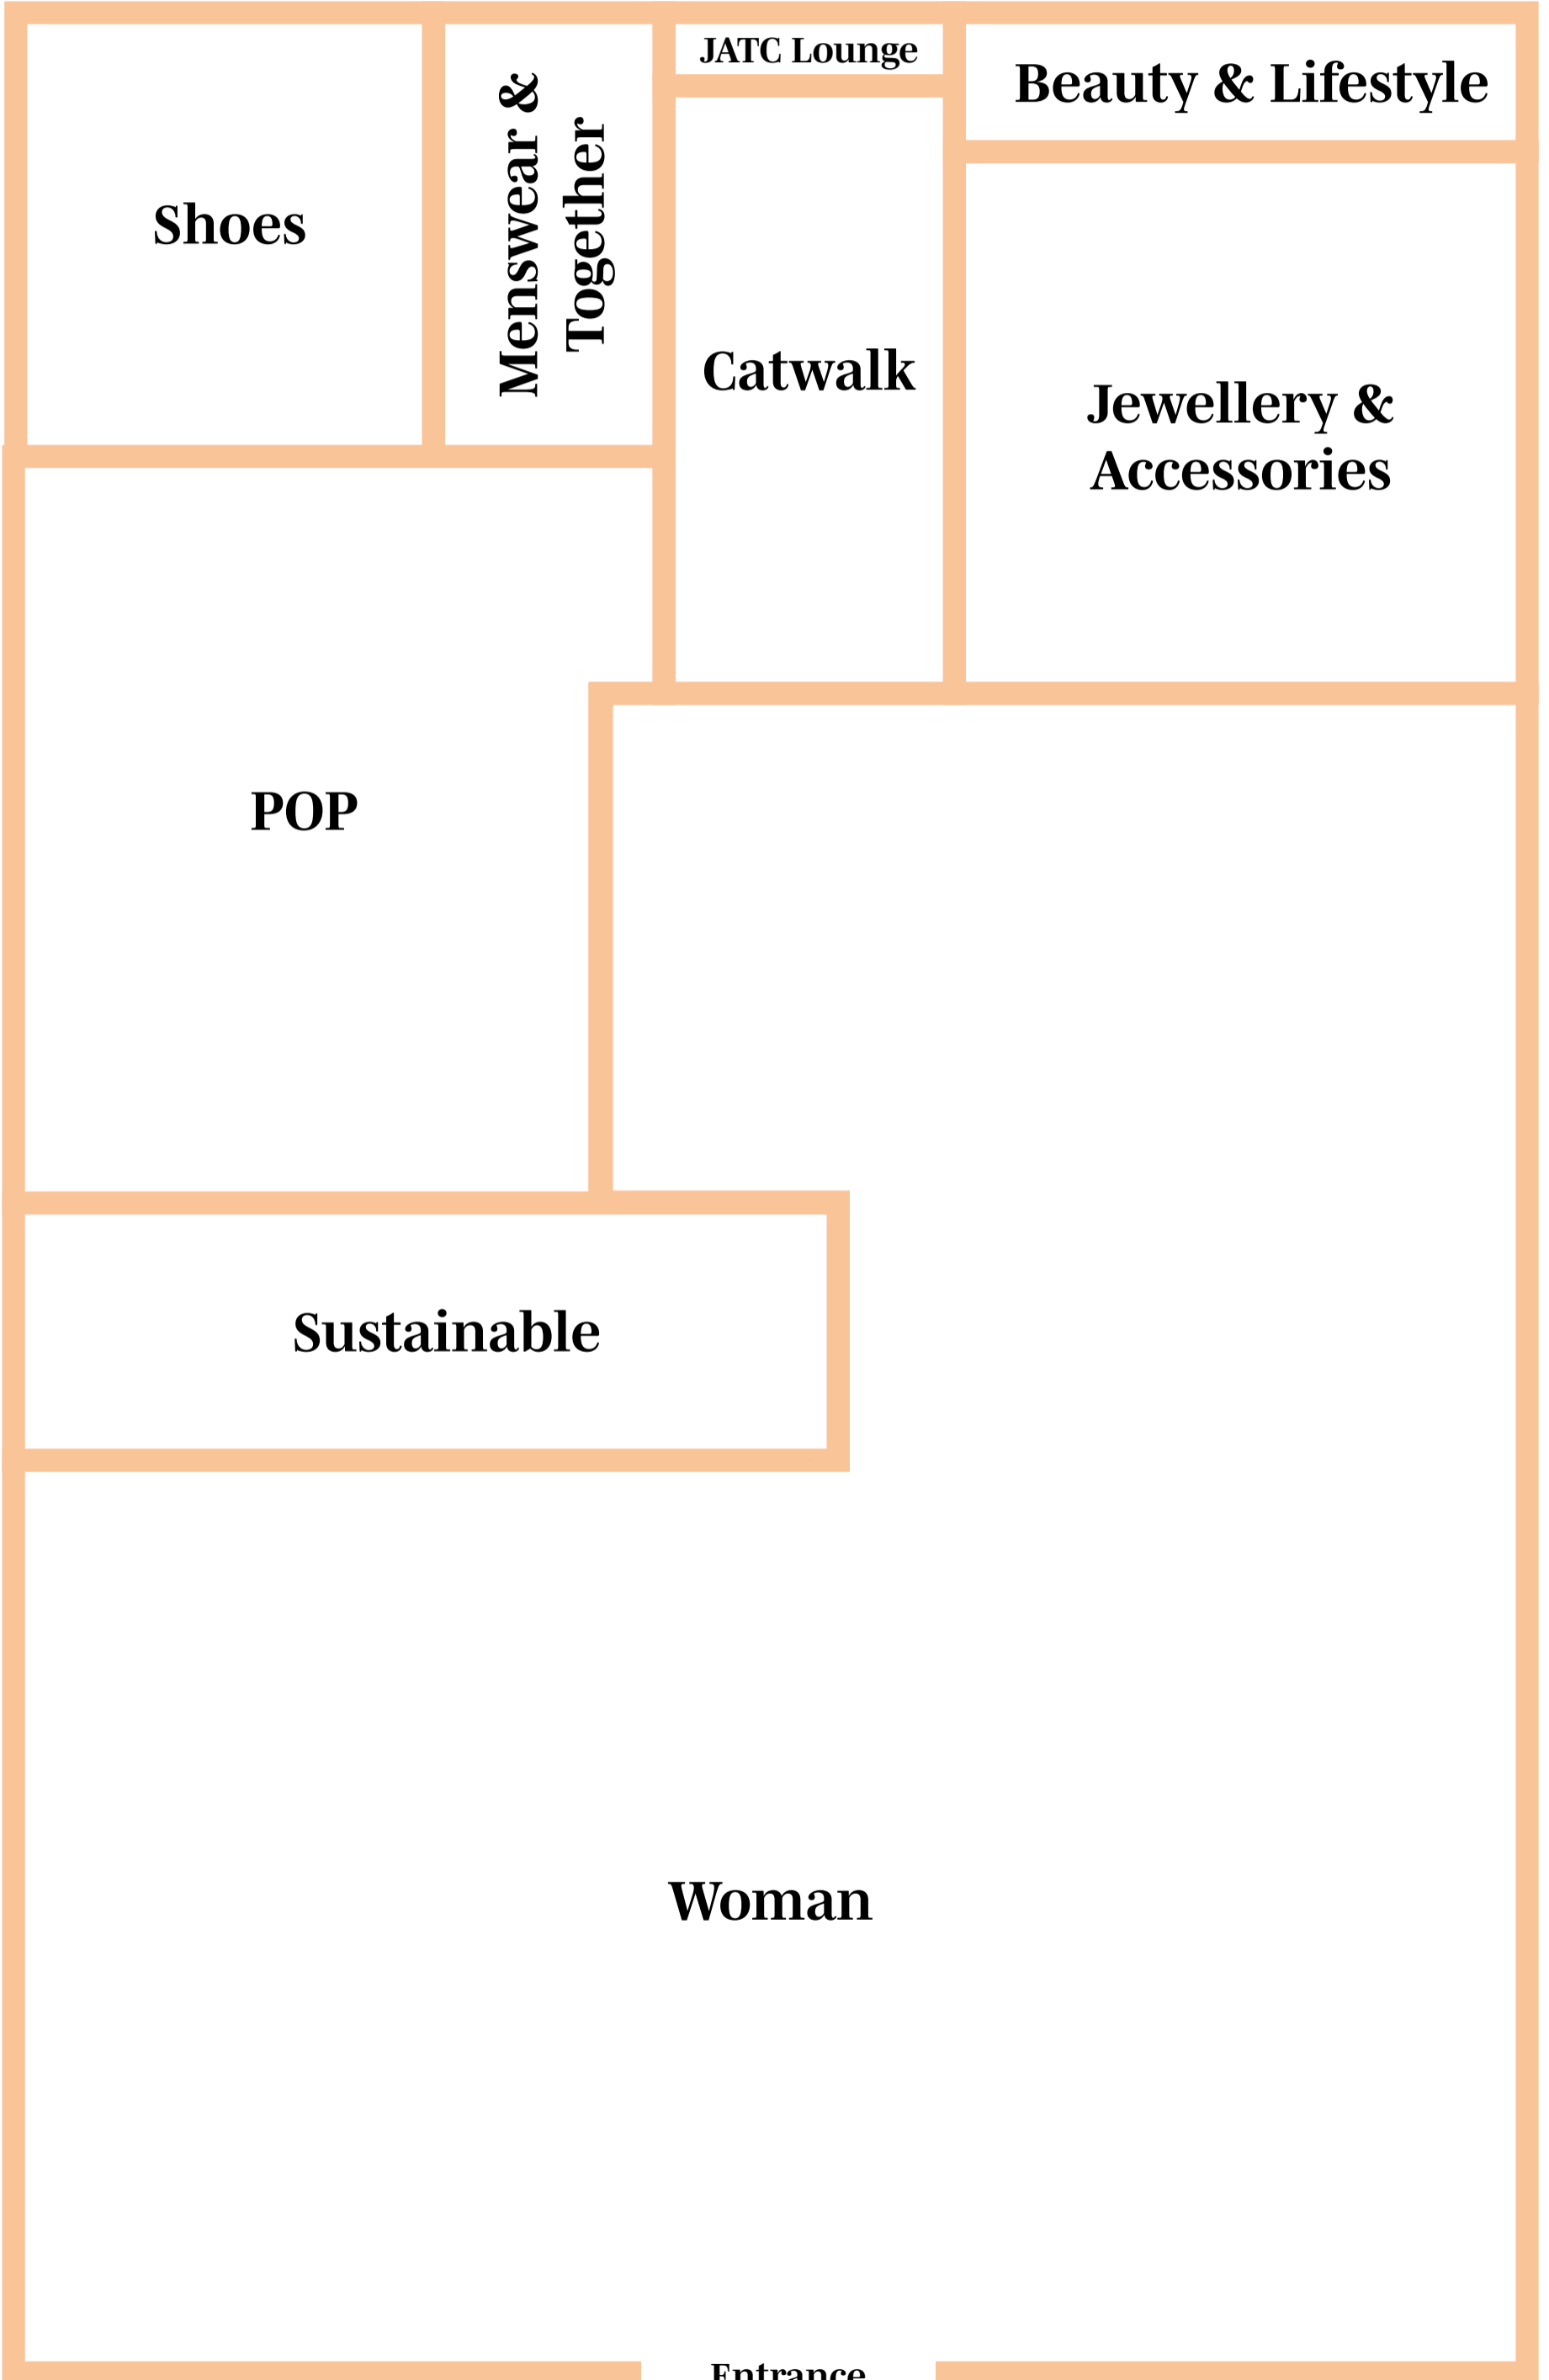 JATC Lounge
Beauty & Lifestyle
Shoes
Menswear &
Together
Catwalk
Jewellery &
Accessories
POP
Sustainable
Woman
Entrance